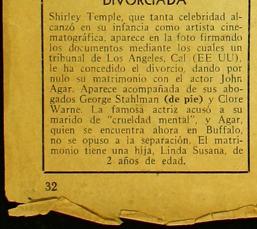 DIVORCIADA
Shirley Temple, que tanta celebridad al-
canzó en su infancia como artista cine-
matográfica, aparece en la foto firmando
los documentos mediante los cuales un
tribunal de Los Angeles, Cal (EE UU),
le ha concedido el divorcio, dando por
nulo su matrimonio con el actor John
Agar. Aparece acompañada de sus abo-
gados George Stahlman (de pie) y Clore
Warne. La famosa actriz acusó a su
marido de "crueldad mental", y Agar,
quien se encuentra ahora en Buffalo,
no se opuso a la separación. El matri-
monio tiene una hija, Linda Susana, de
2 años de edad.
32